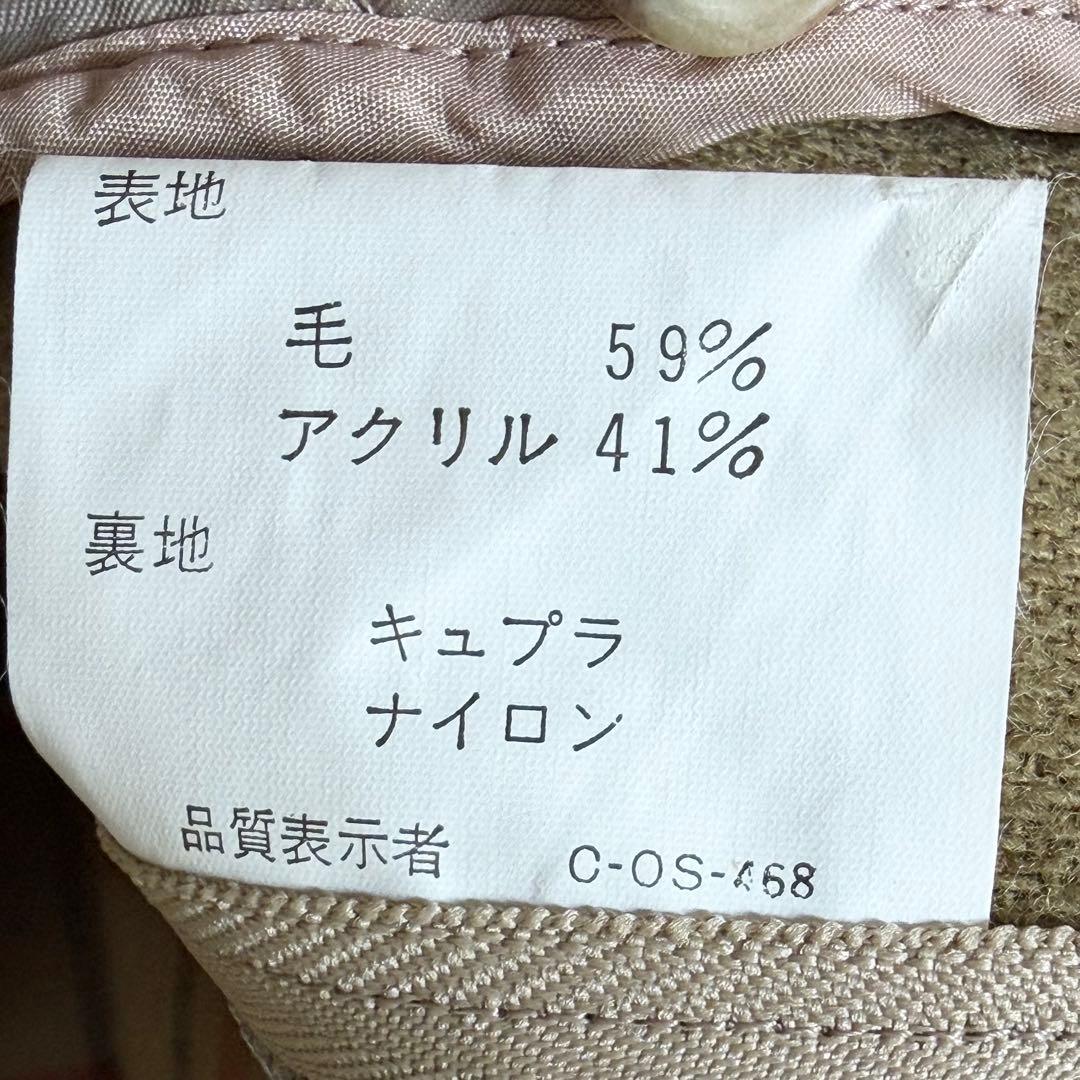 表地
毛 59%
アクリル 41%
裏地
キュプラ
ナイロン
品質表示者 C-OS-468